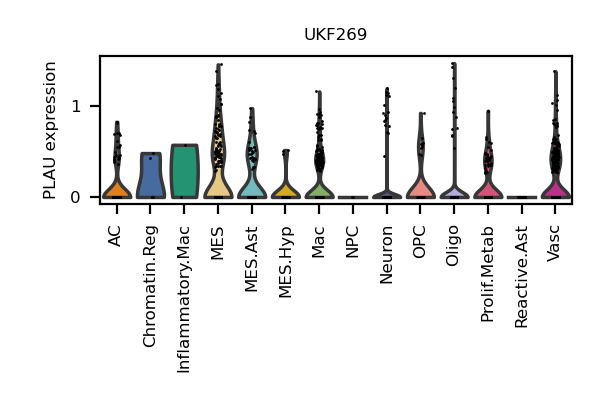 UKF269
PLAU expression
1
0
AC
Chromatin.Reg
Inflammatory.Mac
MES
MES.Ast
MES.Hyp
Mac
NPC
Neuron
OPC
Oligo
Prolif.Metab
Reactive.Ast
Vasc